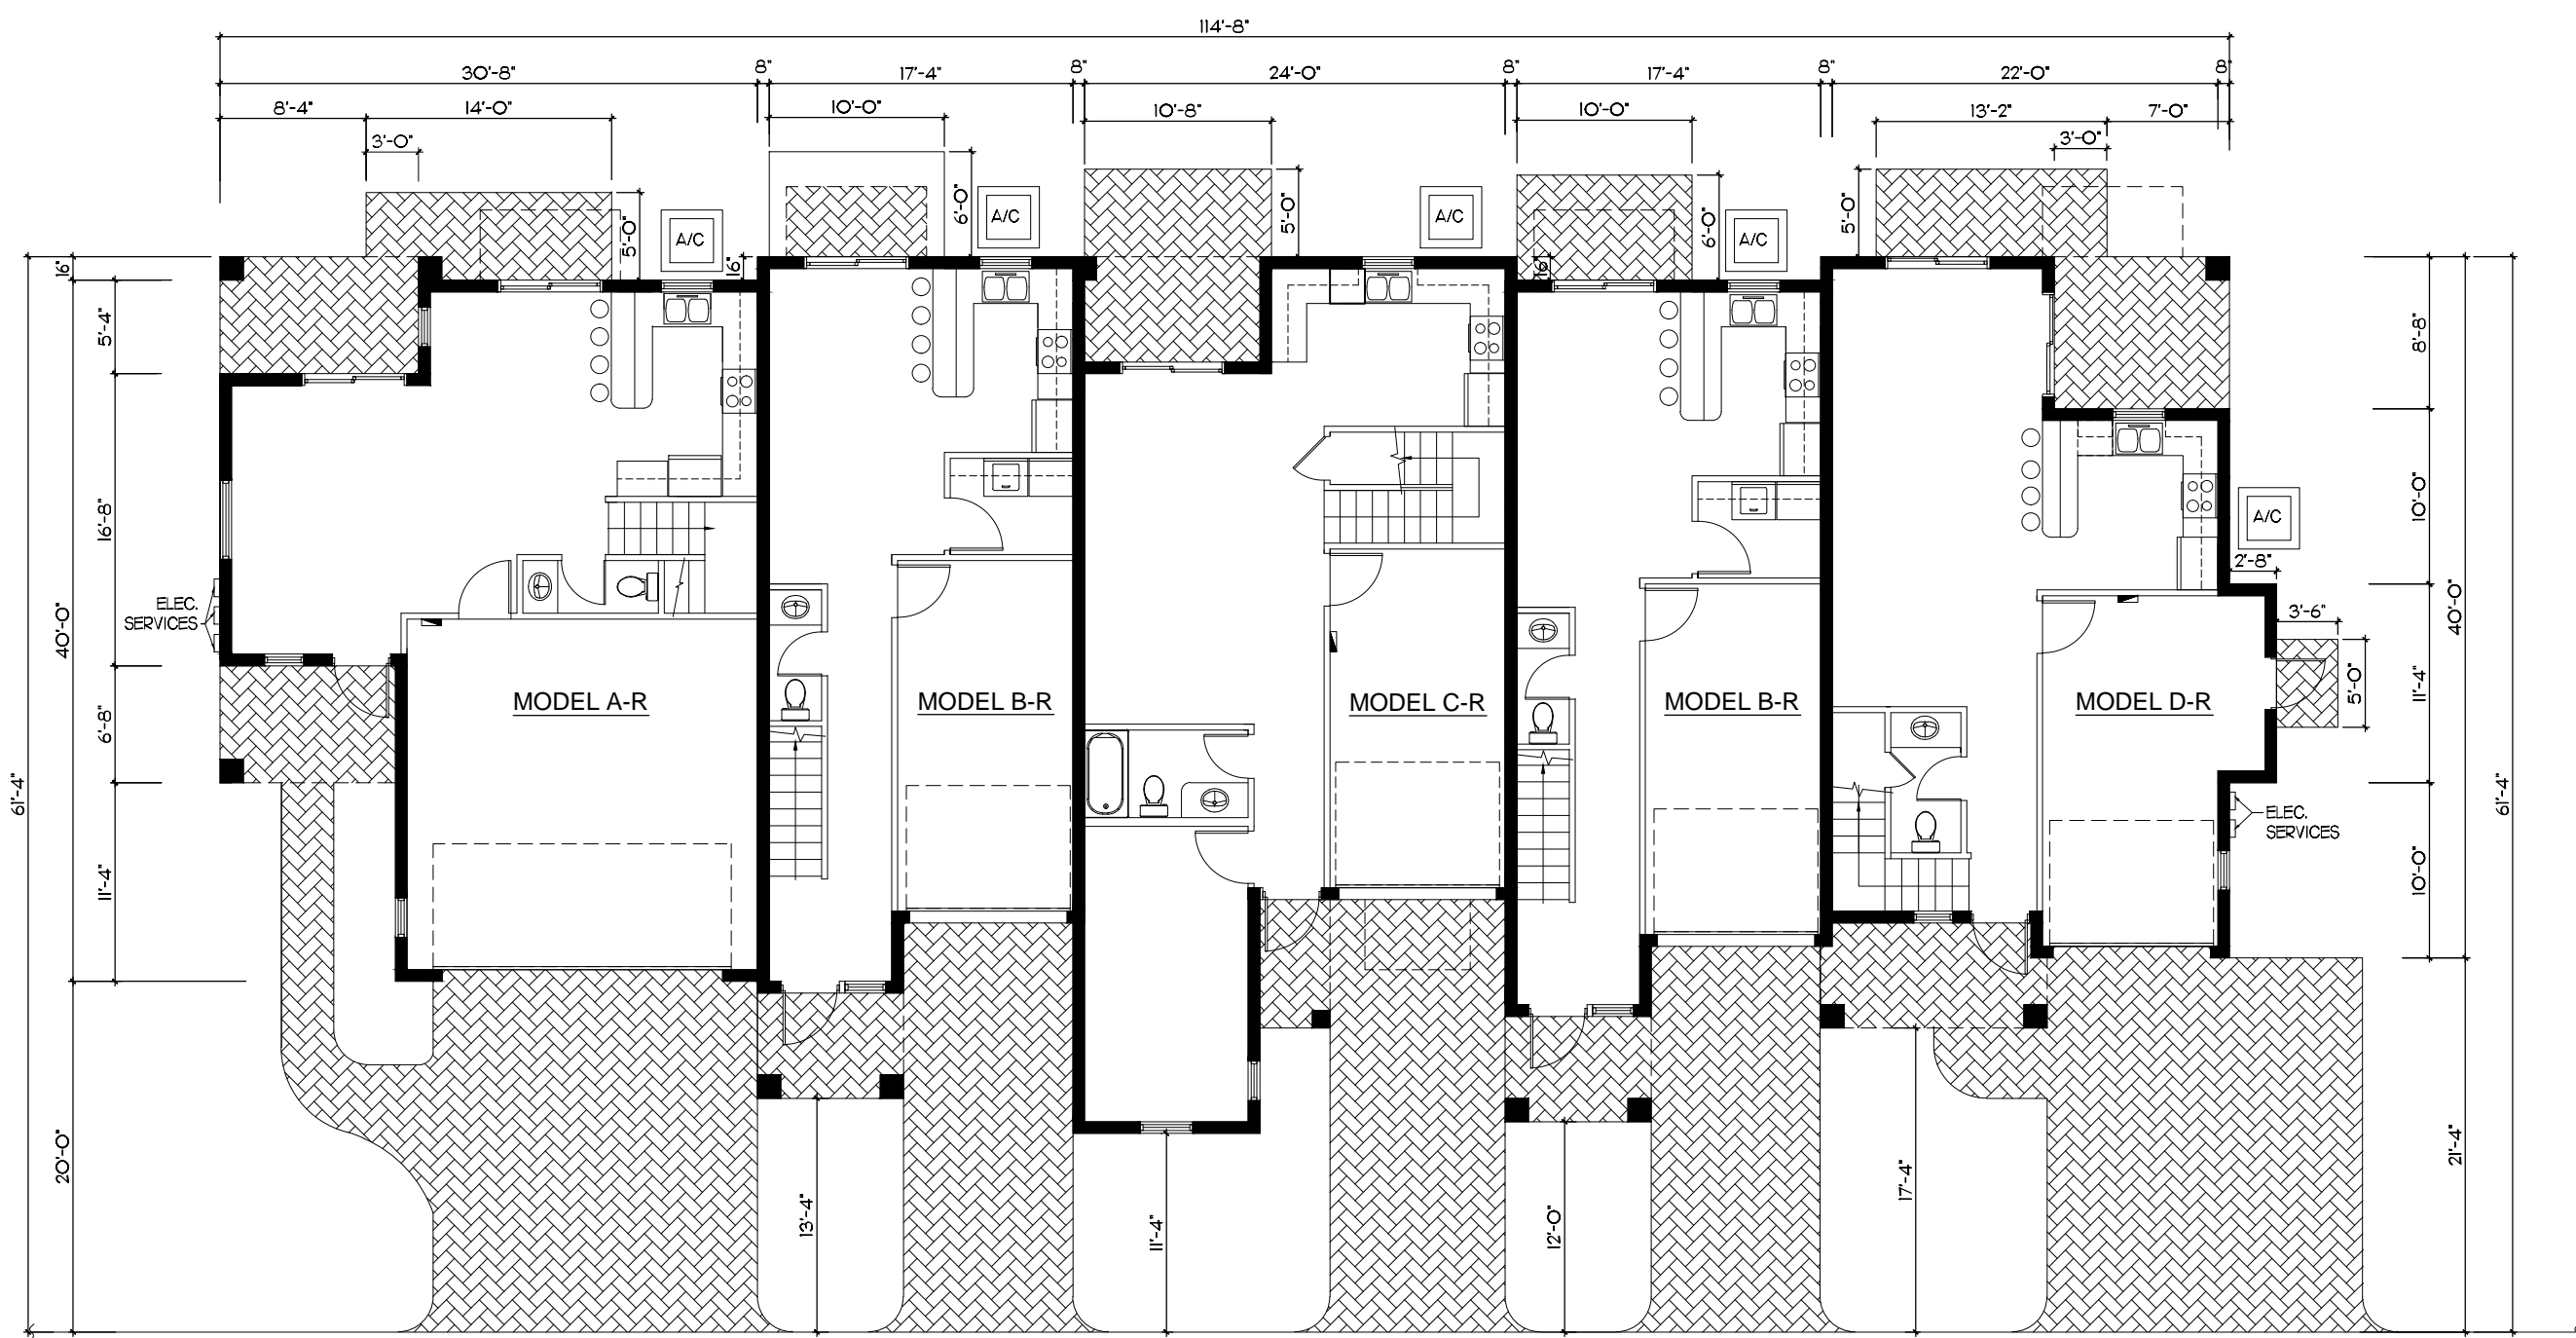 114'-8"
30'-8" 8" 17'-4" 8" 24'-0" 8" 17'-4" 8" 22'-0" 8"
8'-4" 14'-0" 10'-0" 10'-8" 10'-0" 13'-2" 7'-0"
3'-0" 3'-0"
5'-0" 6'-0" 5'-0" 6'-0" 5'-0"
A/C A/C A/C A/C
16" 16" 16"
5'-4" 8'-8"
16'-8" 10'-0"
A/C
2'-8"
ELEC.
SERVICES
3'-6"
40'-0" 40'-0"
5'-0"
MODEL A-R MODEL B-R MODEL C-R MODEL B-R MODEL D-R
6'-8" 11'-4"
61'-4" 61'-4"
ELEC.
SERVICES
11'-4" 10'-0"
20'-0" 13'-4" 11'-4" 12'-0" 17'-4" 21'-4"